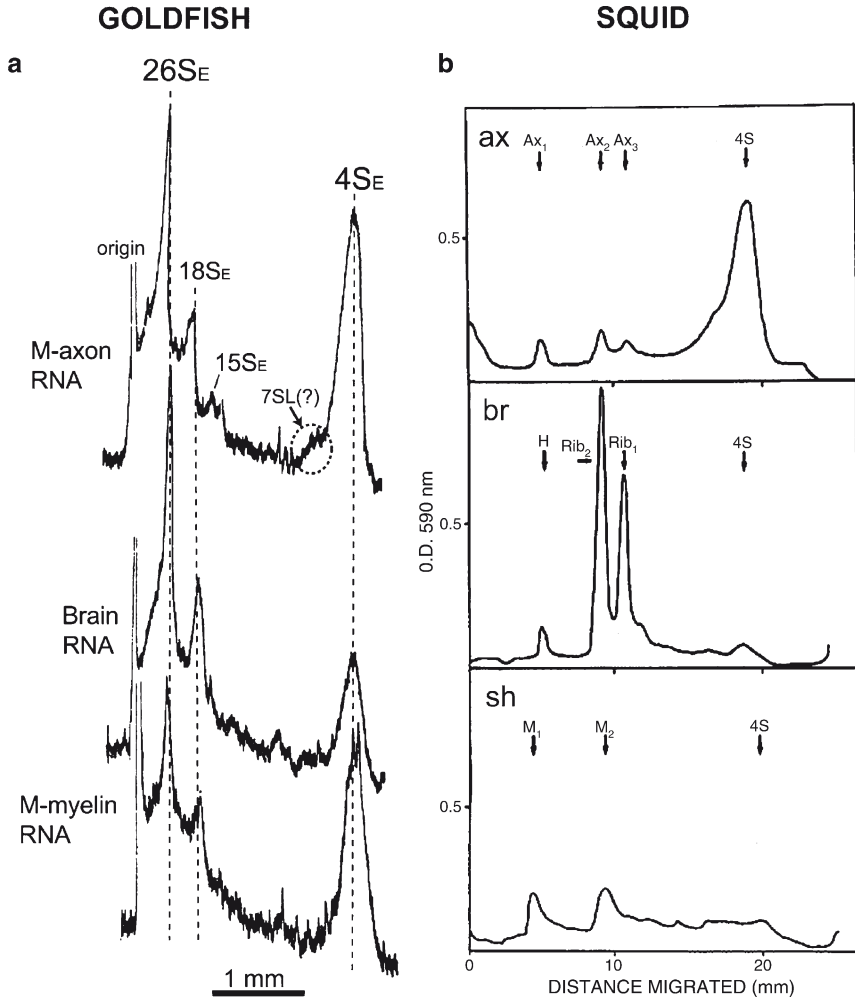 GOLDFISH
SQUID
a
26SE
4SE
origin
18SE
15SE
7SL(?)
M-axon
RNA
Brain
RNA
M-myelin
RNA
1 mm
b
ax
Ax1
Ax2
Ax3
4S
0.5
br
H
Rib2
Rib1
4S
0.5
O.D. 590 nm
sh
M1
M2
4S
0.5
0
10
20
DISTANCE MIGRATED (mm)